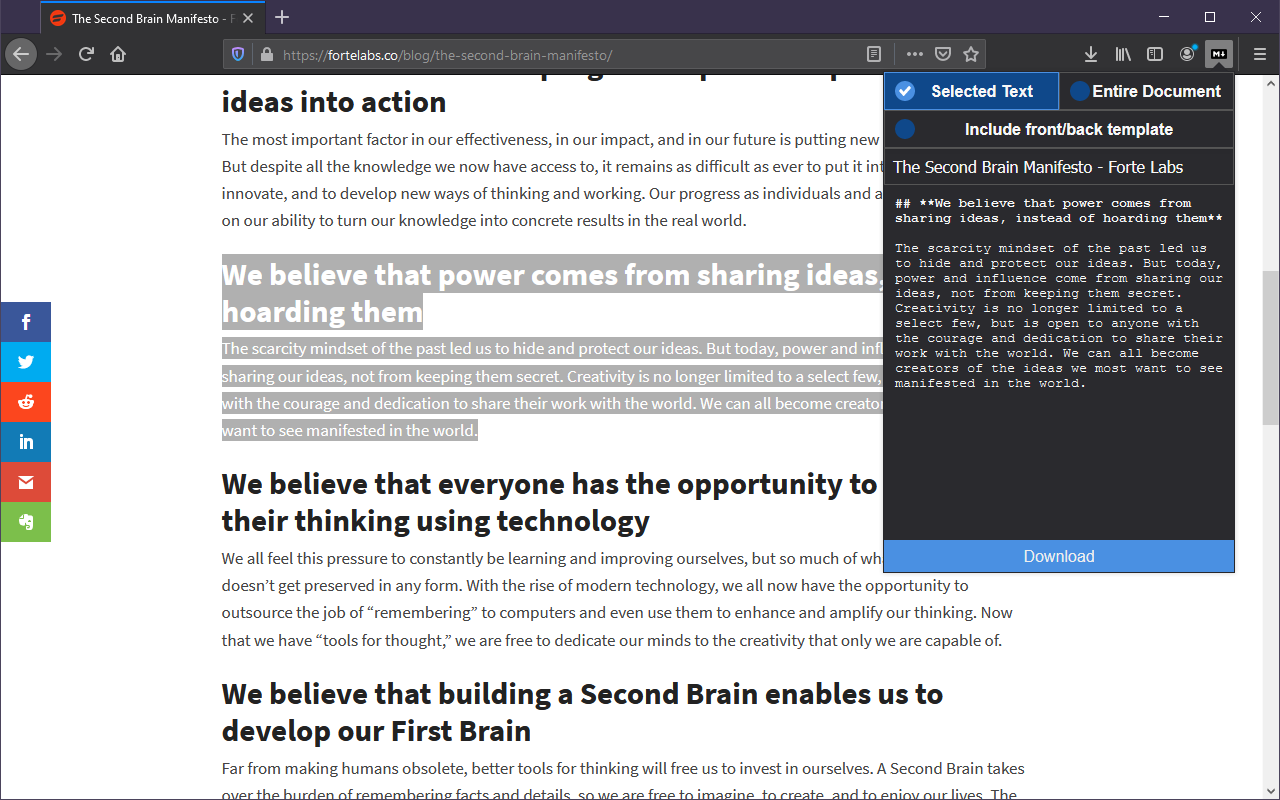 The Second Brain Manifesto - F
https://fortelabs.co/blog/the-second-brain-manifesto/
ideas into action
The most important factor in our effectiveness, in our impact, and in our future is putting new
But despite all the knowledge we now have access to, it remains as difficult as ever to put it
innovate, and to develop new ways of thinking and working. Our progress as individuals and
on our ability to turn our knowledge into concrete results in the real world.
We believe that power comes from sharing ideas,
hoarding them
The scarcity mindset of the past led us to hide and protect our ideas. But today, power and
sharing our ideas, not from keeping them secret. Creativity is no longer limited to a select few,
with the courage and dedication to share their work with the world. We can all become
want to see manifested in the world.
We believe that everyone has the opportunity to
their thinking using technology
We all feel this pressure to constantly be learning and improving ourselves, but so much of
doesn’t get preserved in any form. With the rise of modern technology, we all now have the opportunity to
outsource the job of “remembering” to computers and even use them to enhance and amplify our thinking. Now
that we have “tools for thought,” we are free to dedicate our minds to the creativity that only we are capable of.
We believe that building a Second Brain enables us to
develop our First Brain
Far from making humans obsolete, better tools for thinking will free us to invest in ourselves. A Second Brain takes
over the burden of remembering facts and details, so we are free to imagine, to create, and to enjoy our lives. The
Selected Text
Entire Document
Include front/back template
The Second Brain Manifesto - Forte Labs
## **We believe that power comes from
sharing ideas, instead of hoarding them**
The scarcity mindset of the past led us
to hide and protect our ideas. But today,
power and influence come from sharing our
ideas, not from keeping them secret.
Creativity is no longer limited to a
select few, but is open to anyone with
the courage and dedication to share their
work with the world. We can all become
creators of the ideas we most want to see
manifested in the world.
Download